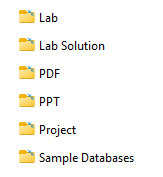 Lab
Lab Solution
PDF
PPT
Project
Sample Databases